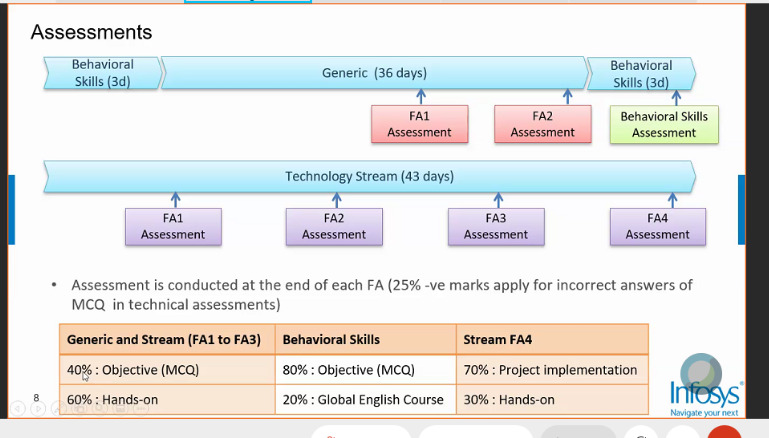 Assessments
Behavioral
Skills (3d)
Generic (36 days)
Behavioral
Skills (3d)
FA1
Assessment
FA2
Assessment
Behavioral Skills
Assessment
Technology Stream (43 days)
FA1
Assessment
FA2
Assessment
FA3
Assessment
FA4
Assessment
• Assessment is conducted at the end of each FA (25% -ve marks apply for incorrect answers of
MCQ in technical assessments)
Generic and Stream (FA1 to FA3) Behavioral Skills Stream FA4
40% : Objective (MCQ) 80% : Objective (MCQ) 70% : Project implementation
60% : Hands-on 20% : Global English Course 30% : Hands-on
8
Infosys®
Navigate your next